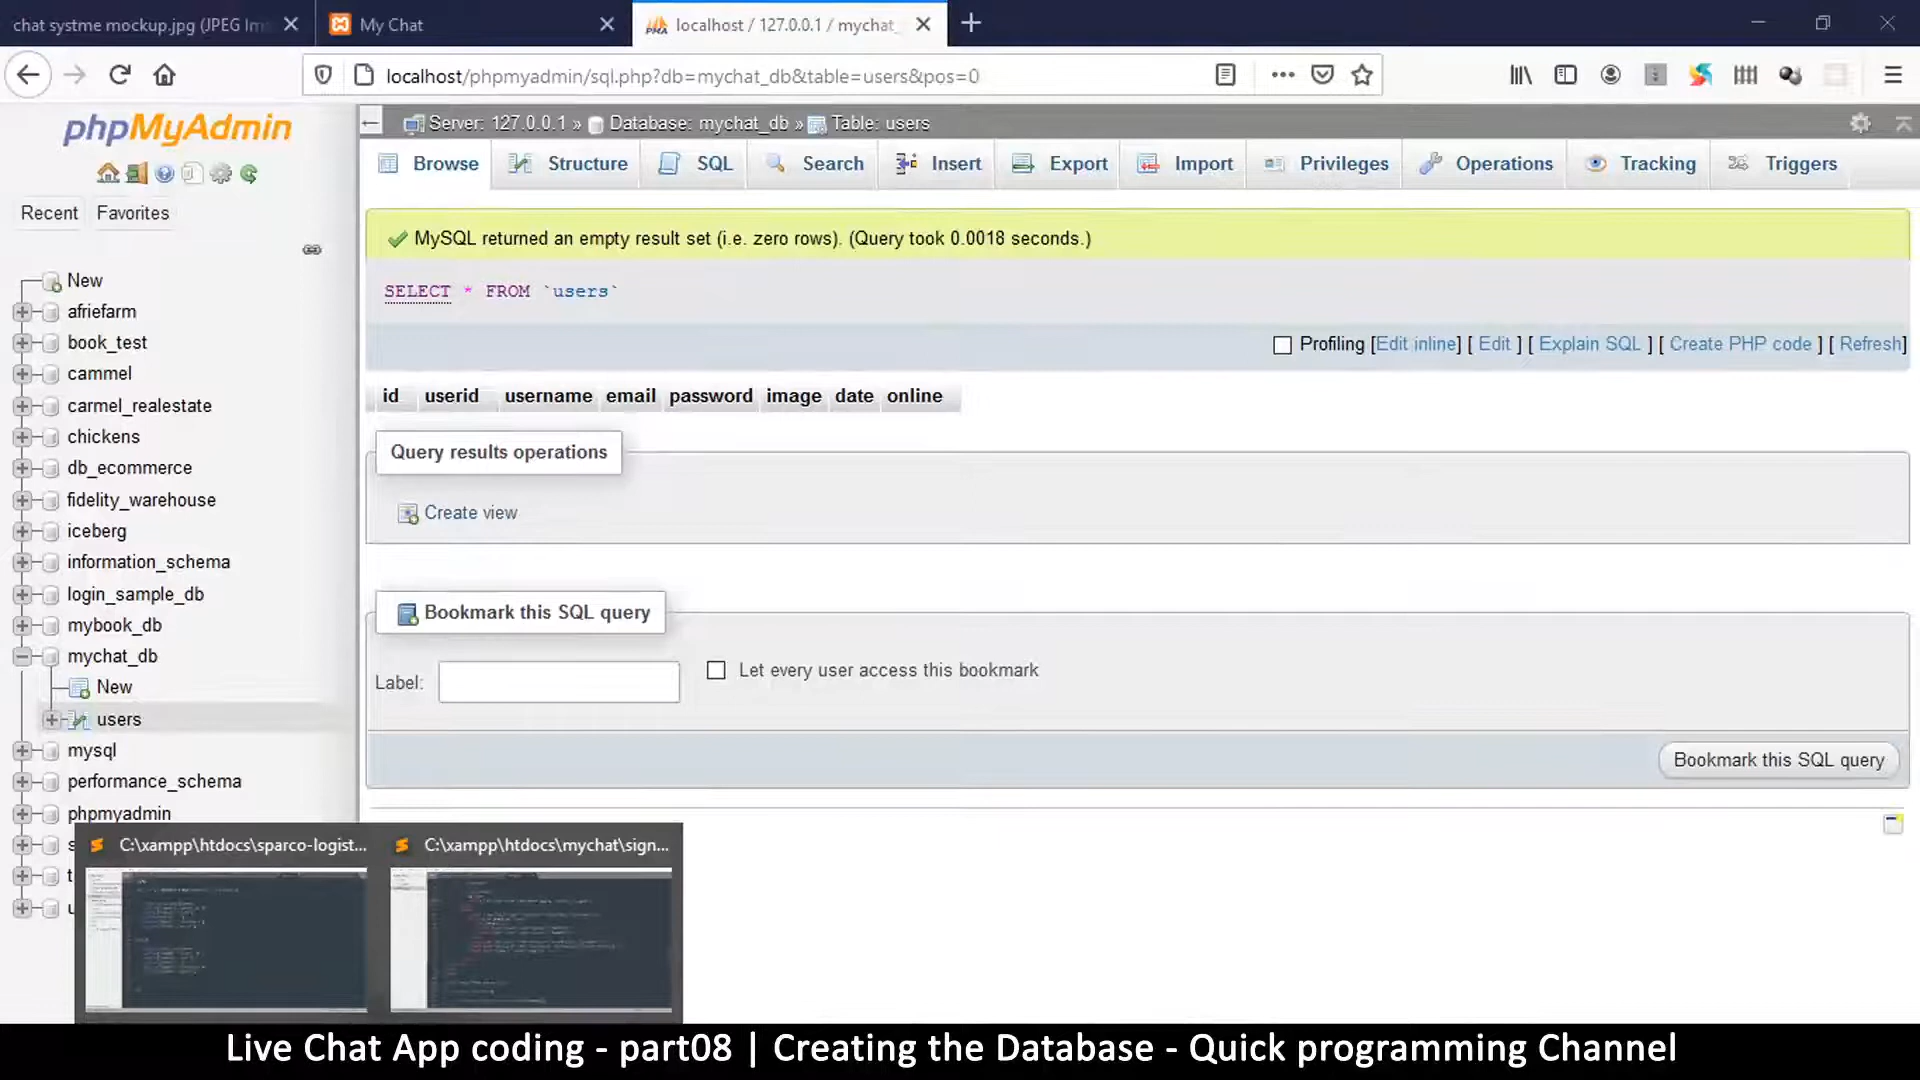 chat systme mockup.jpg (JPEG Im
My Chat
localhost / 127.0.0.1 / mychat_
localhost/phpmyadmin/sql.php?db=mychat_db&table=users&pos=0
phpMyAdmin
Recent
Favorites
New
afriefarm
book_test
cammel
carmel_realestate
chickens
db_ecommerce
fidelity_warehouse
iceberg
information_schema
login_sample_db
mybook_db
mychat_db
New
users
mysql
performance_schema
phpmyadmin
s
t
Server: 127.0.0.1 » Database: mychat_db » Table: users
Browse
Structure
SQL
Search
Insert
Export
Import
Privileges
Operations
Tracking
Triggers
MySQL returned an empty result set (i.e. zero rows). (Query took 0.0018 seconds.)
SELECT * FROM `users`
Profiling [Edit inline] [ Edit ] [ Explain SQL ] [ Create PHP code ] [ Refresh]
id userid username email password image date online
Query results operations
Create view
Bookmark this SQL query
Label:
Let every user access this bookmark
Bookmark this SQL query
C:\xampp\htdocs\sparco-logist...
C:\xampp\htdocs\mychat\sign...
Live Chat App coding - part08 | Creating the Database - Quick programming Channel